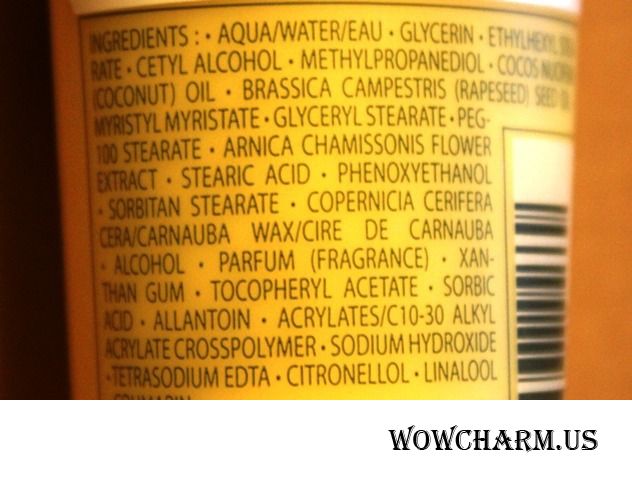 INGREDIENTS : • AQUA/WATER/EAU • GLYCERIN • ETHYLHEXYL
RATE • CETYL ALCOHOL • METHYLPROPANEDIOL • COCOS
(COCONUT) OIL • BRASSICA CAMPESTRIS (RAPESEED) SEED OIL
MYRISTYL MYRISTATE • GLYCERYL STEARATE • PEG-
100 STEARATE • ARNICA CHAMISSONIS FLOWER
EXTRACT • STEARIC ACID • PHENOXYETHANOL
• SORBITAN STEARATE • COPERNICIA CERIFERA
CERA/CARNAUBA WAX/CIRE DE CARNAUBA
• ALCOHOL • PARFUM (FRAGRANCE) • XAN-
THAN GUM • TOCOPHERYL ACETATE • SORBIC
ACID • ALLANTOIN • ACRYLATES/C10-30 ALKYL
ACRYLATE CROSSPOLYMER • SODIUM HYDROXIDE
• TETRASODIUM EDTA • CITRONELLOL • LINALOOL
WOWCHARM.US